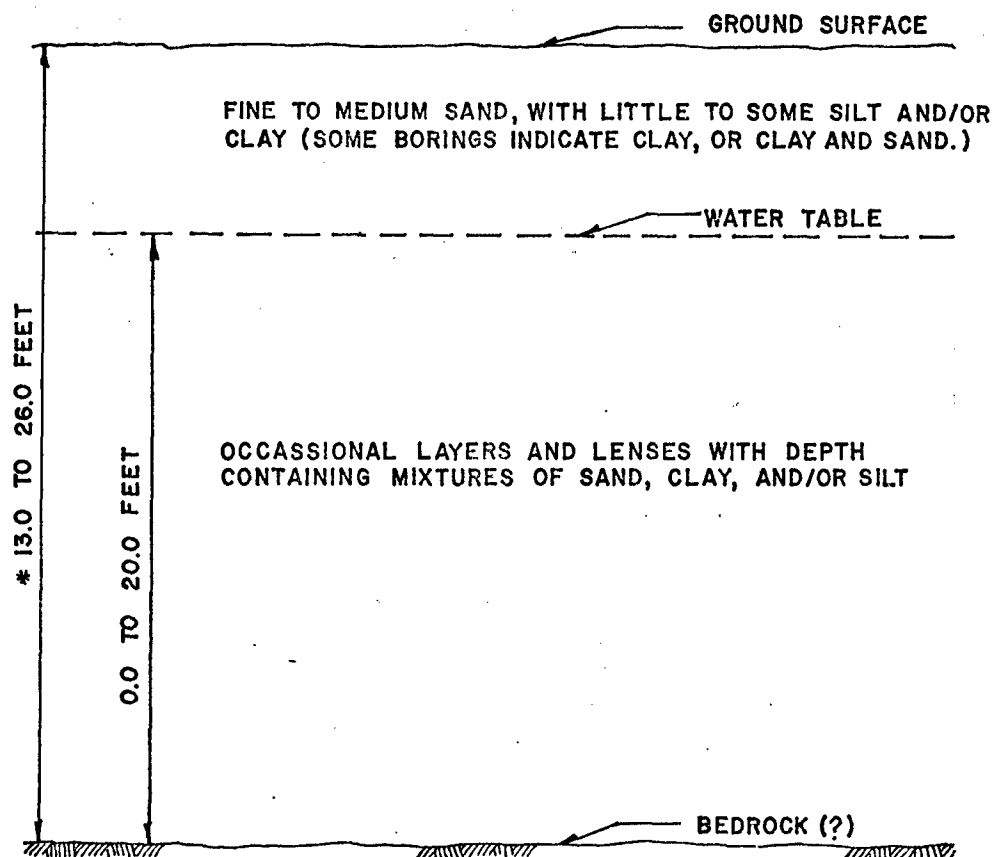 GROUND SURFACE
FINE TO MEDIUM SAND, WITH LITTLE TO SOME SILT AND/OR
CLAY (SOME BORINGS INDICATE CLAY, OR CLAY AND SAND.)
WATER TABLE
* 13.0 TO 26.0 FEET
0.0 TO 20.0 FEET
OCCASSIONAL LAYERS AND LENSES WITH DEPTH
CONTAINING MIXTURES OF SAND, CLAY, AND/OR SILT
BEDROCK (?)